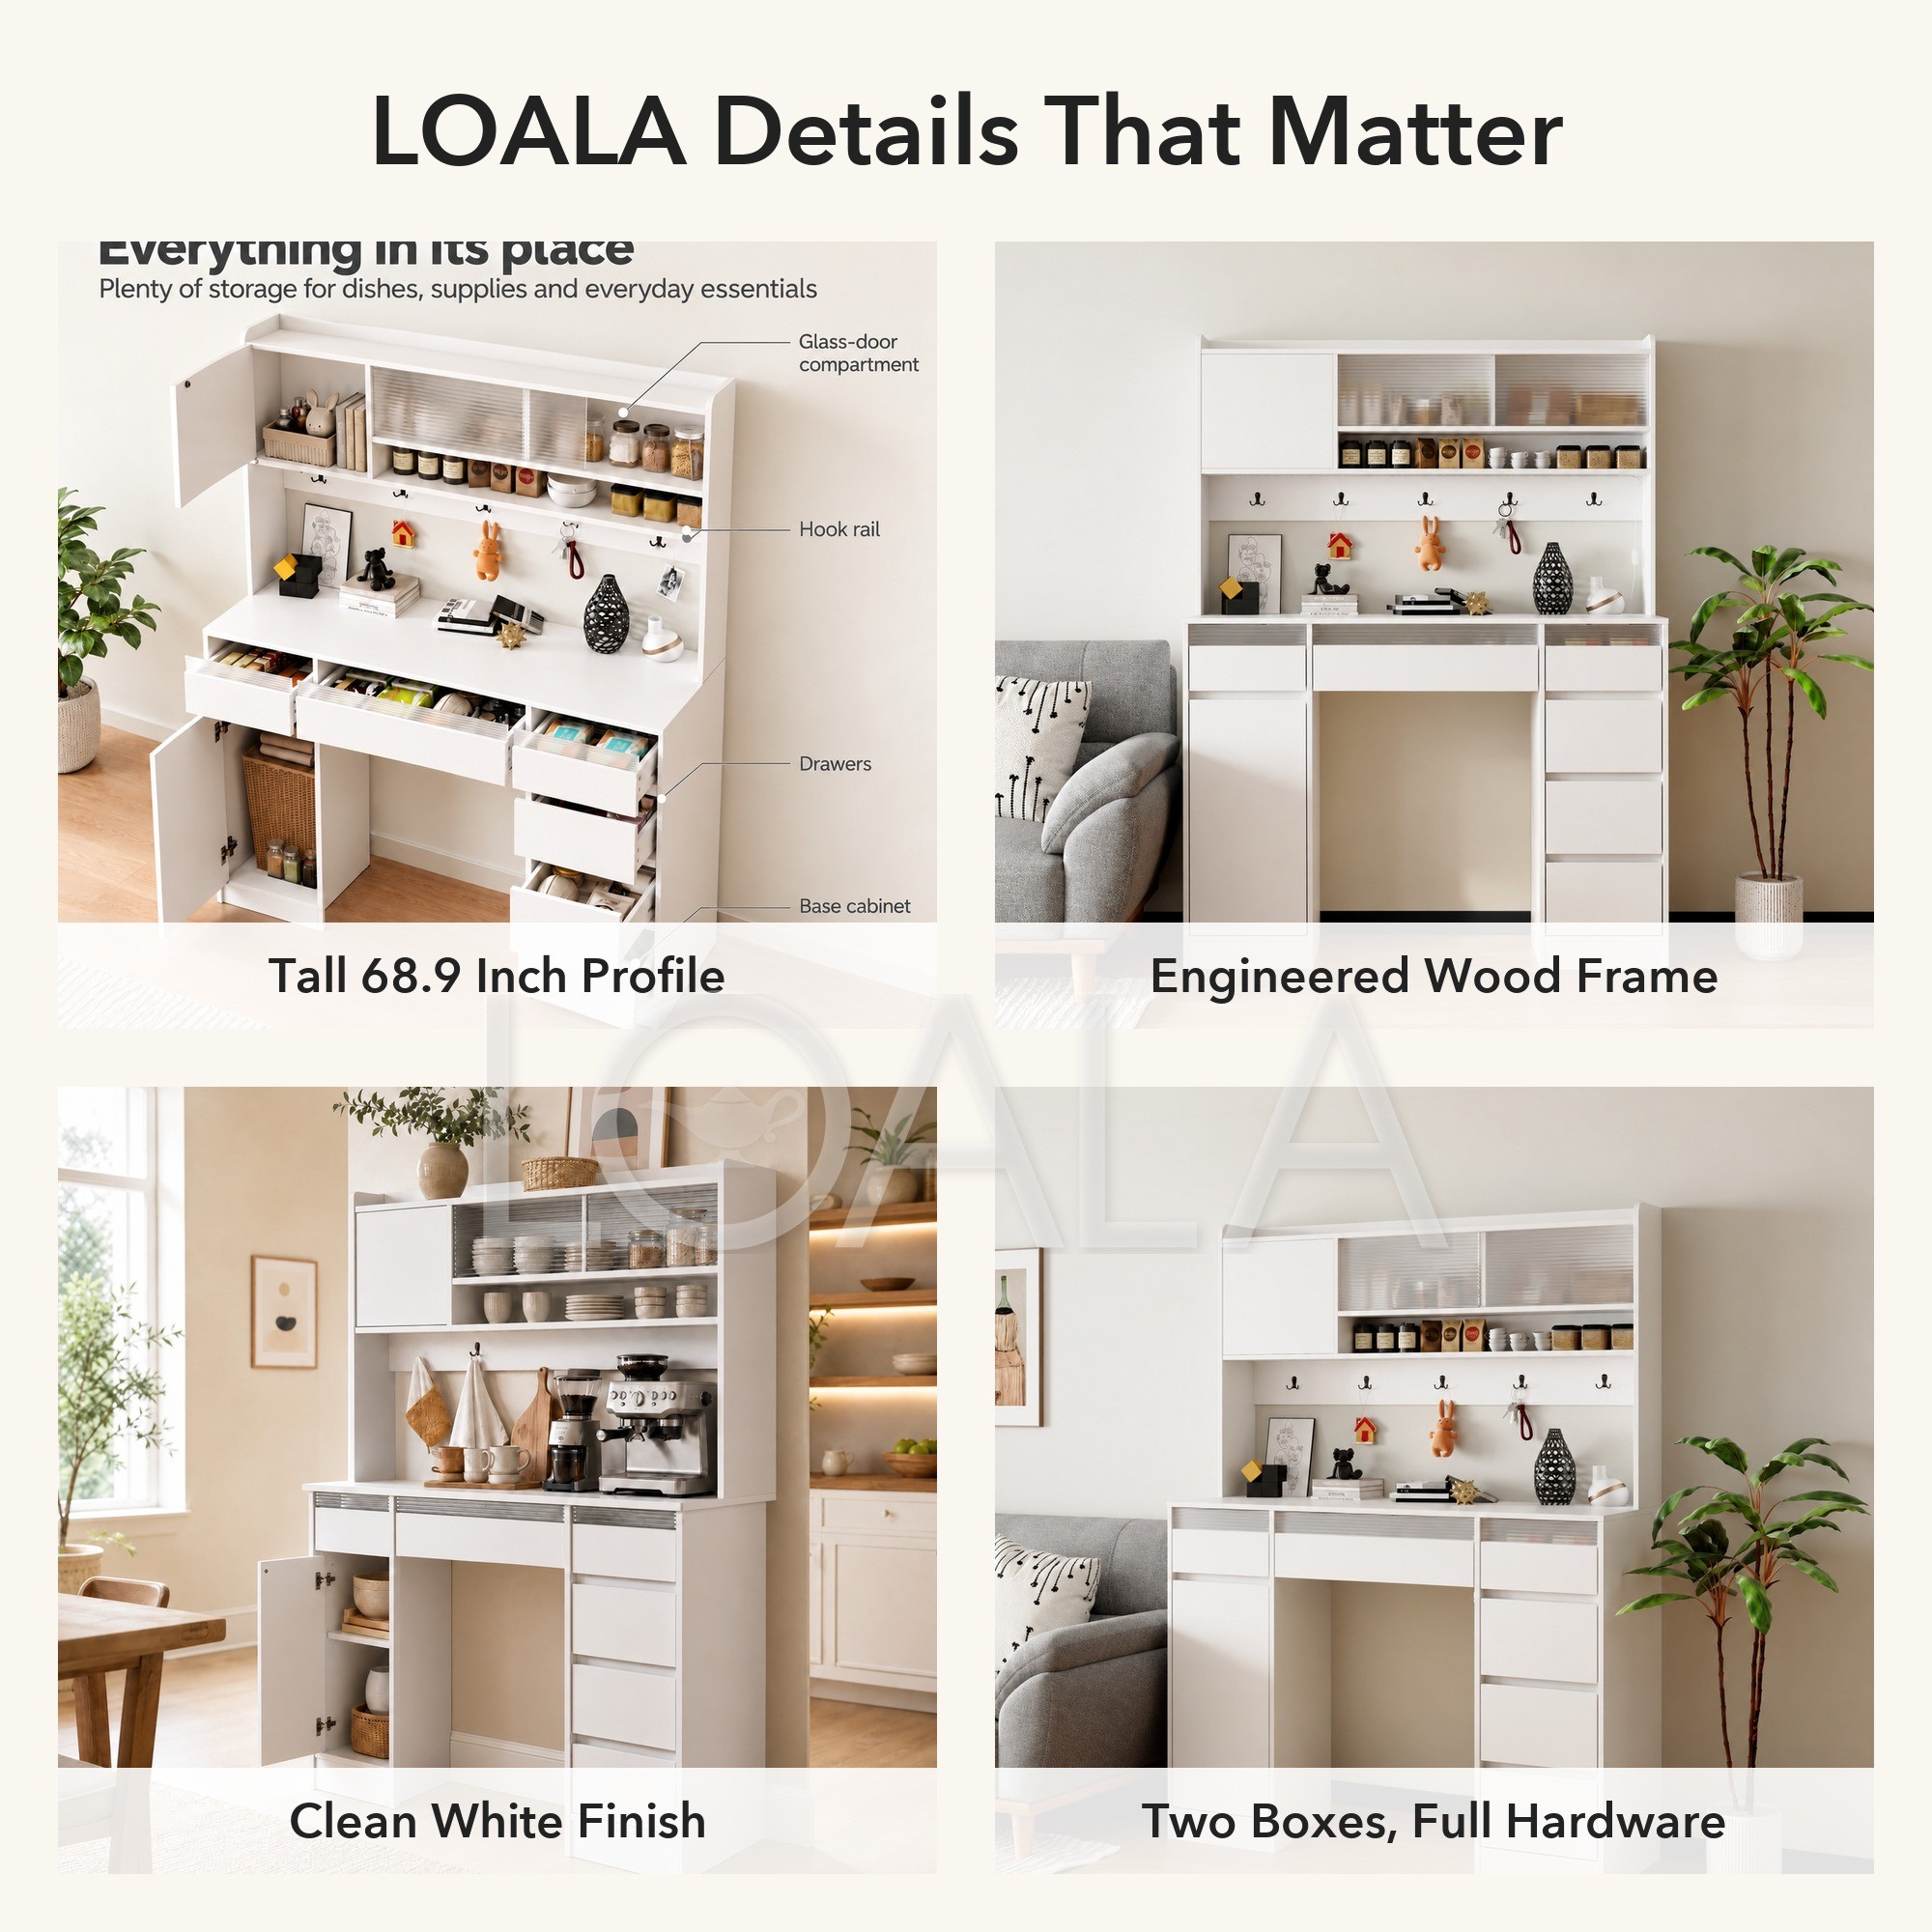 LOALA Details That Matter
Everything in its place
Plenty of storage for dishes, supplies and everyday essentials
Glass-door
compartment
Hook rail
Drawers
Base cabinet
Tall 68.9 Inch Profile
Engineered Wood Frame
LOALA
Clean White Finish
Two Boxes, Full Hardware